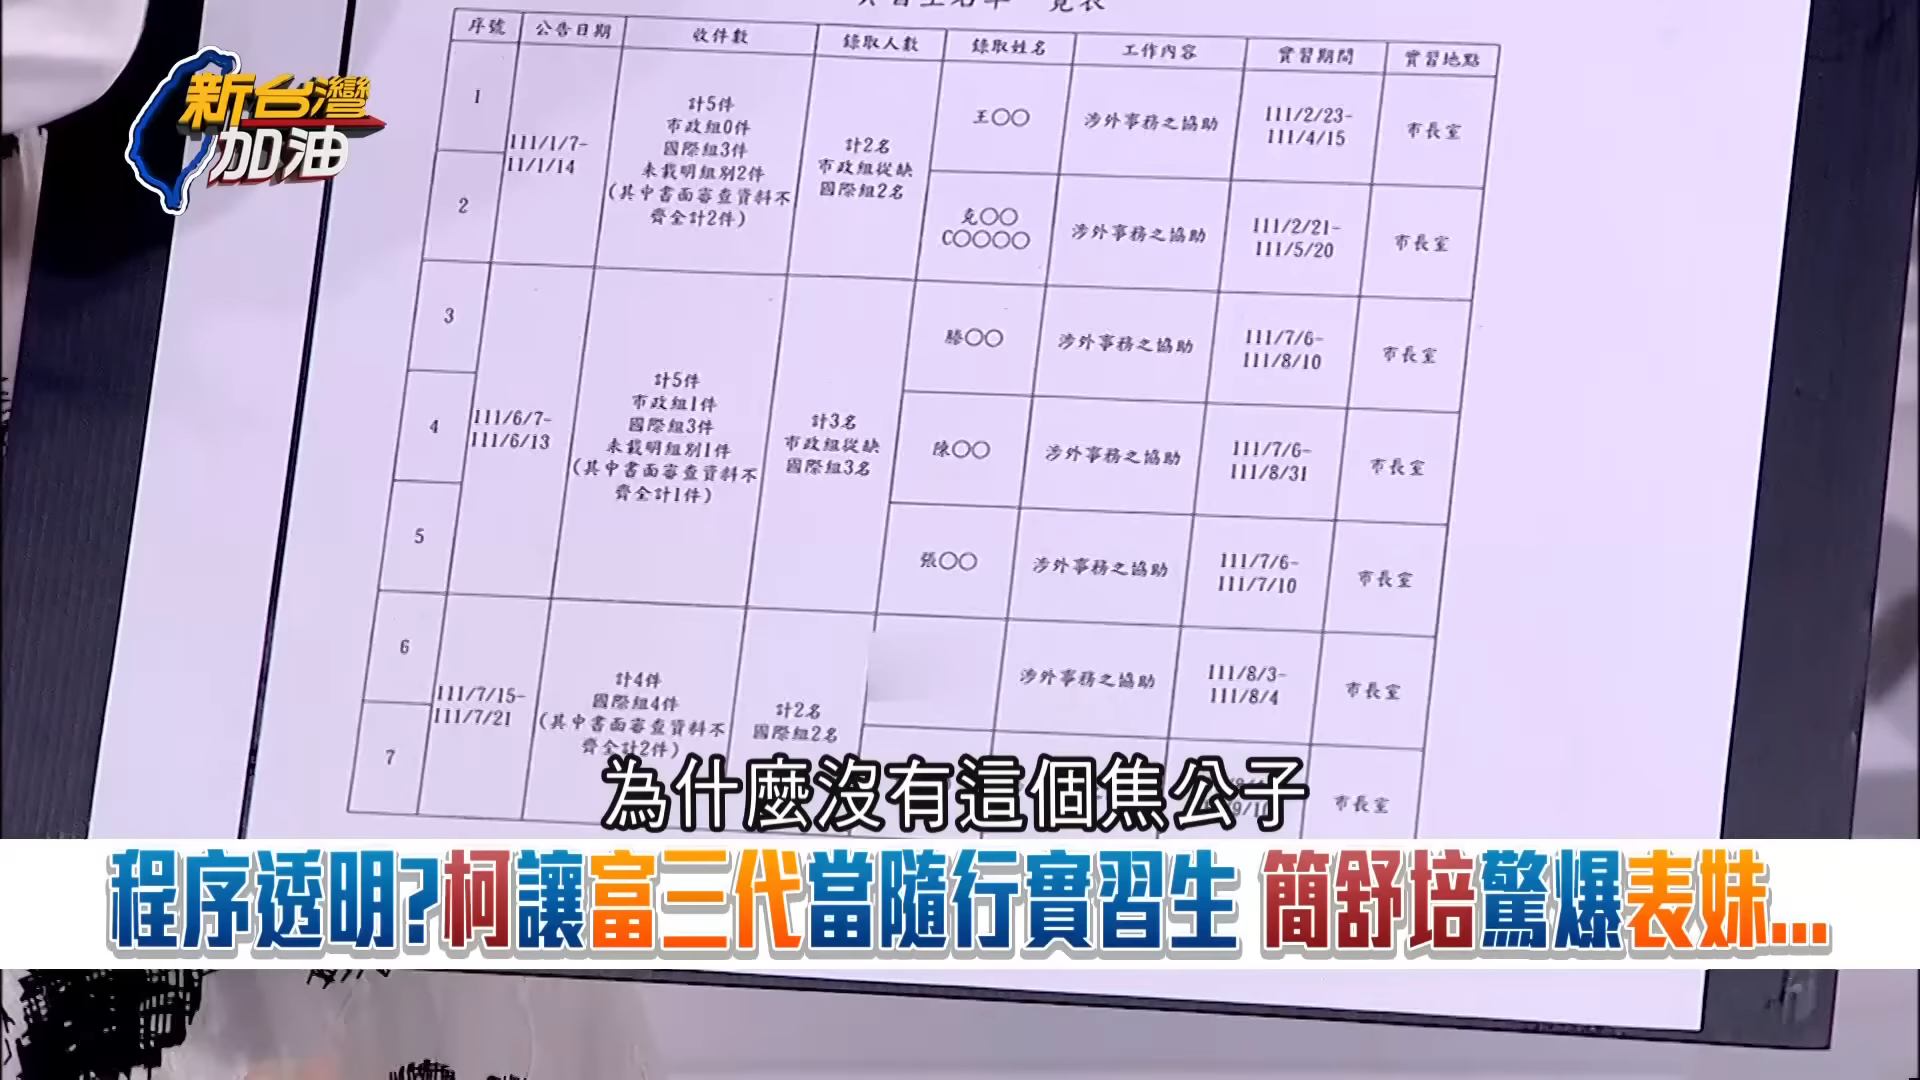 新台灣
加油
序號 公告日期 收件數 錄取人數 錄取姓名 工作內容 實習期間 實習地點
1
111/1/7-
11/1/14
計5件
市政組0件
國際組3件
未載明組別2件
(其中書面審查資料不
齊全計2件)
計2名
市政組從缺
國際組2名
王〇〇
涉外事務之協助
111/2/23-
111/4/15
市長室
2
克〇〇
C〇〇〇〇
涉外事務之協助
111/2/21-
111/5/20
市長室
3
111/6/7-
111/6/13
計5件
市政組1件
國際組3件
未載明組別1件
(其中書面審查資料不
齊全計1件)
計3名
市政組從缺
國際組3名
滕〇〇
涉外事務之協助
111/7/6-
111/8/10
市長室
4
陳〇〇
涉外事務之協助
111/7/6-
111/8/31
市長室
5
張〇〇
涉外事務之協助
111/7/6-
111/7/10
市長室
6
111/7/15-
111/7/21
計4件
國際組4件
(其中書面審查資料不
齊全計2件)
計2名
國際組2名
涉外事務之協助
111/8/3-
111/8/4
市長室
7
市長室
為什麼沒有這個焦公子
程序透明?柯讓富三代當隨行實習生 簡舒培驚爆表妹...